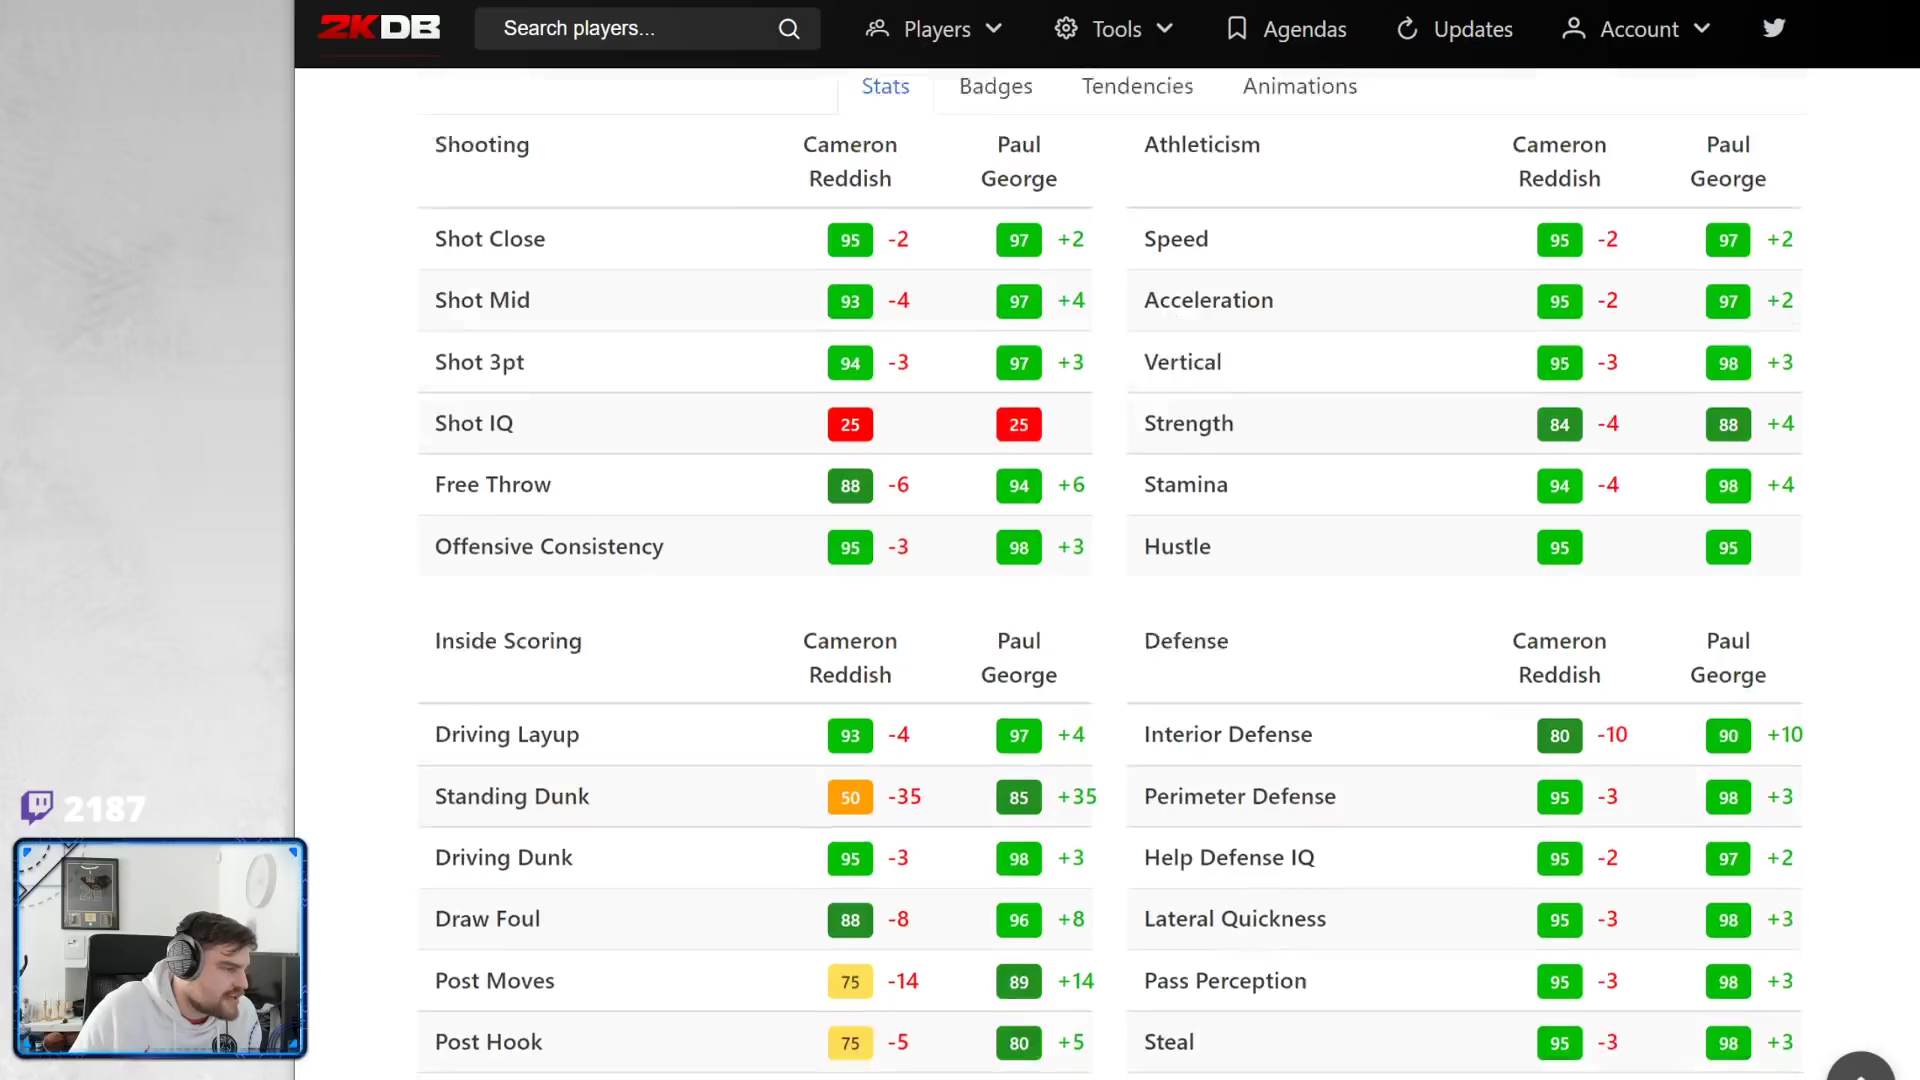 2KDB Search players... Players Tools Agendas Updates Account
Stats Badges Tendencies Animations
Shooting Cameron Reddish Paul George
Shot Close 95 -2 97 +2
Shot Mid 93 -4 97 +4
Shot 3pt 94 -3 97 +3
Shot IQ 25 25
Free Throw 88 -6 94 +6
Offensive Consistency 95 -3 98 +3
Athleticism Cameron Reddish Paul George
Speed 95 -2 97 +2
Acceleration 95 -2 97 +2
Vertical 95 -3 98 +3
Strength 84 -4 88 +4
Stamina 94 -4 98 +4
Hustle 95 95
Inside Scoring Cameron Reddish Paul George
Driving Layup 93 -4 97 +4
Standing Dunk 50 -35 85 +35
Driving Dunk 95 -3 98 +3
Draw Foul 88 -8 96 +8
Post Moves 75 -14 89 +14
Post Hook 75 -5 80 +5
Defense Cameron Reddish Paul George
Interior Defense 80 -10 90 +10
Perimeter Defense 95 -3 98 +3
Help Defense IQ 95 -2 97 +2
Lateral Quickness 95 -3 98 +3
Pass Perception 95 -3 98 +3
Steal 95 -3 98 +3
2187